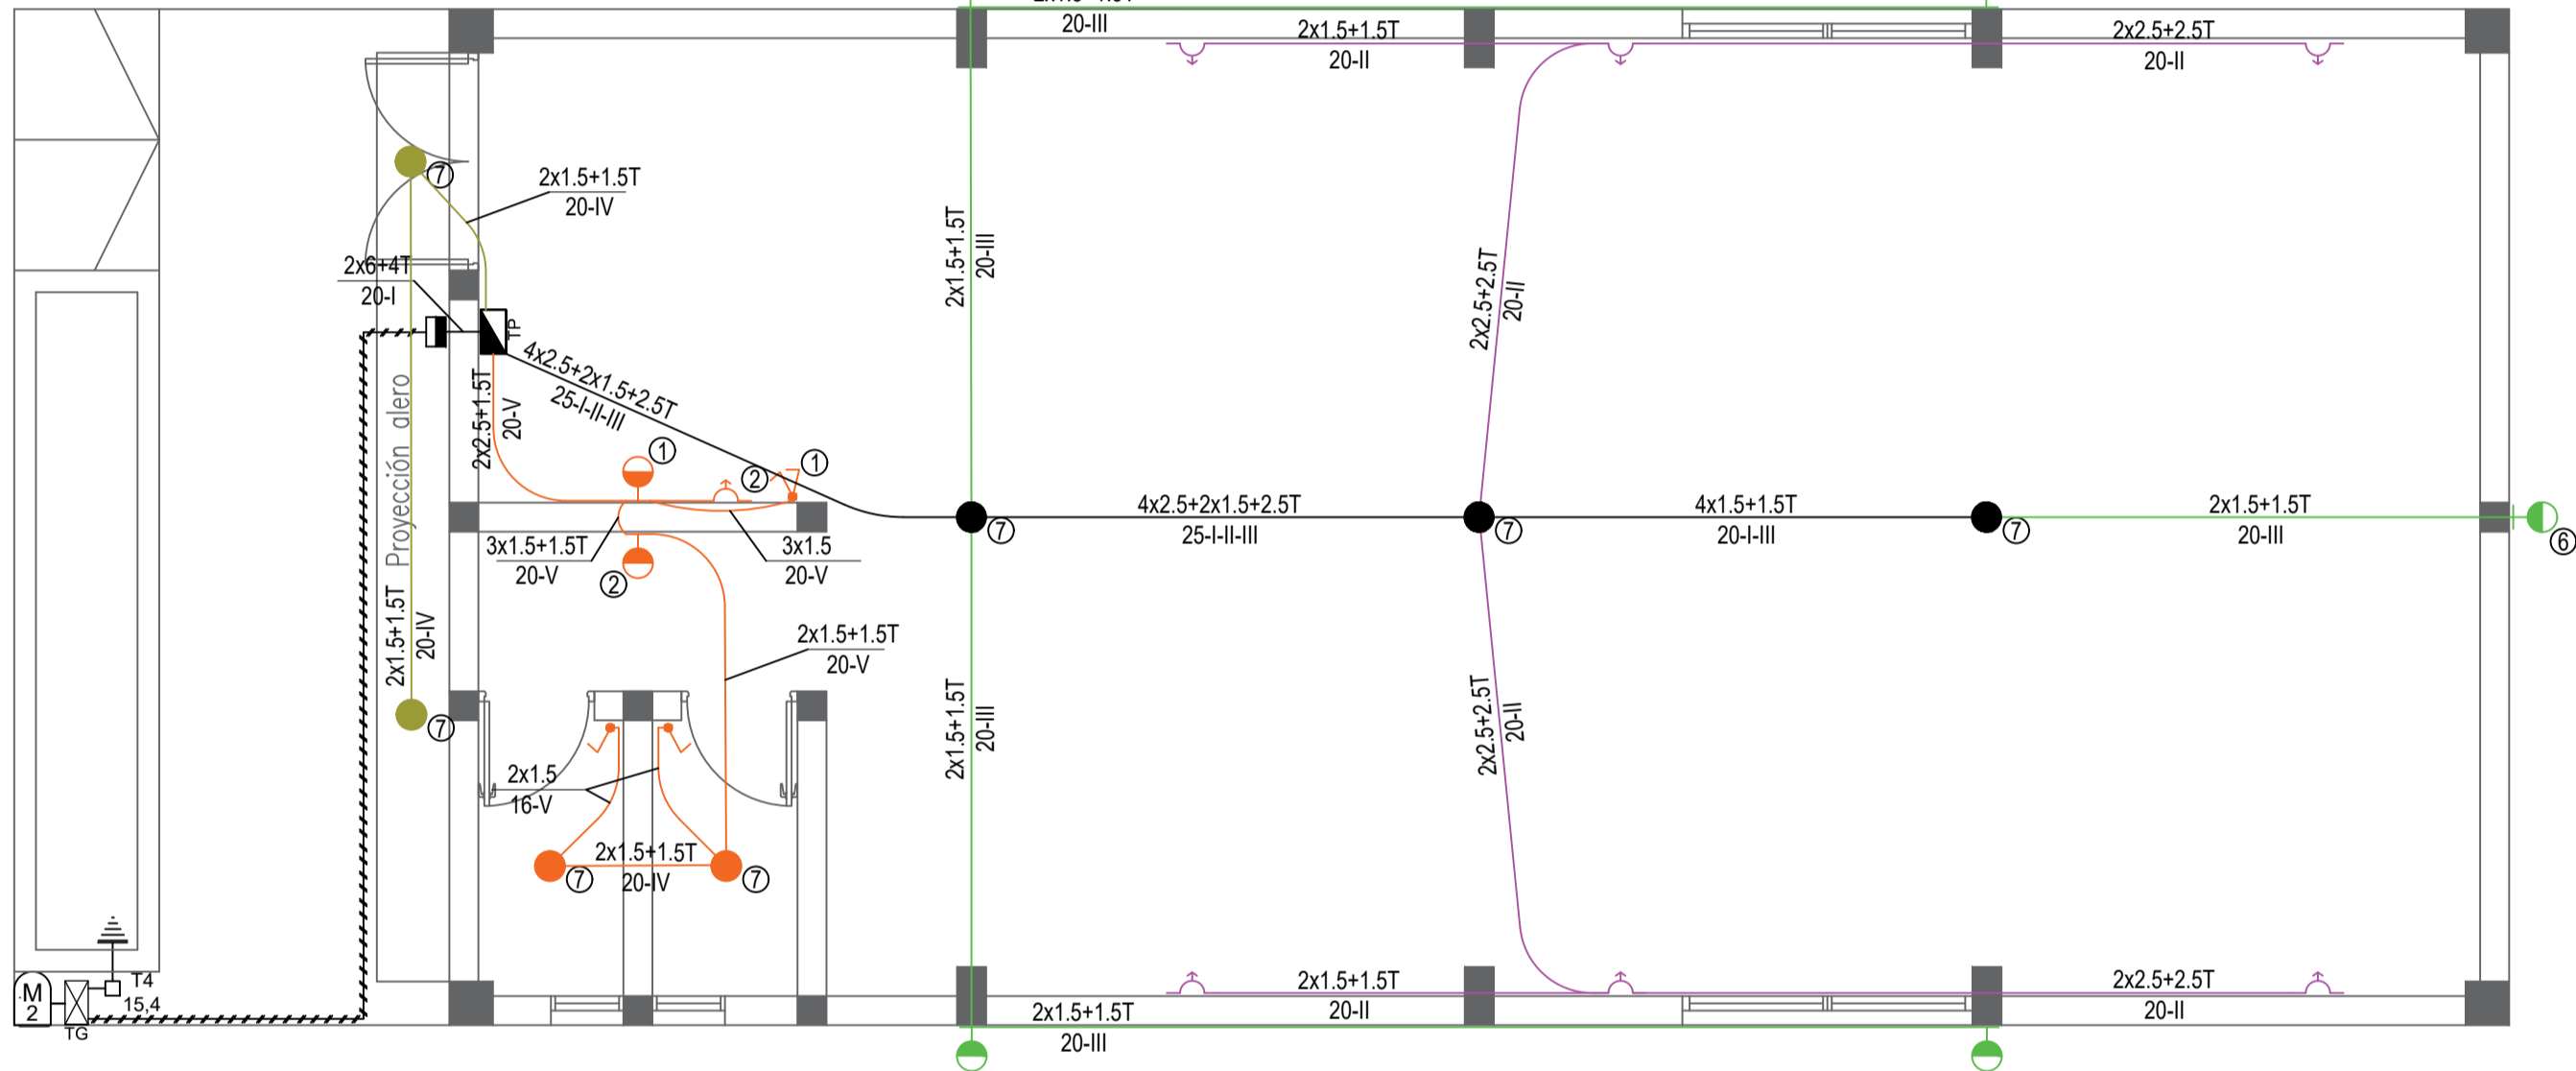 20-III
2x1.5+1.5T
20-II
2x2.5+2.5T
20-II
7
2x1.5+1.5T
20-IV
2x6+4T
20-I
TP
2x1.5+1.5T
20-III
2x2.5+2.5T
20-II
4x2.5+2x1.5+2.5T
25-I-II-III
2x2.5+1.5T
20-V
Proyección alero
1
2
1
7
4x2.5+2x1.5+2.5T
25-I-II-III
7
4x1.5+1.5T
20-I-III
7
2x1.5+1.5T
20-III
6
3x1.5+1.5T
20-V
2
3x1.5
20-V
2x1.5+1.5T
20-IV
7
2x1.5+1.5T
20-V
2x1.5+1.5T
20-III
2x2.5+2.5T
20-II
2x1.5
16-V
2x1.5+1.5T
20-IV
7
7
M
2
TG
T4
15,4
2x1.5+1.5T
20-III
2x1.5+1.5T
20-II
2x2.5+2.5T
20-II